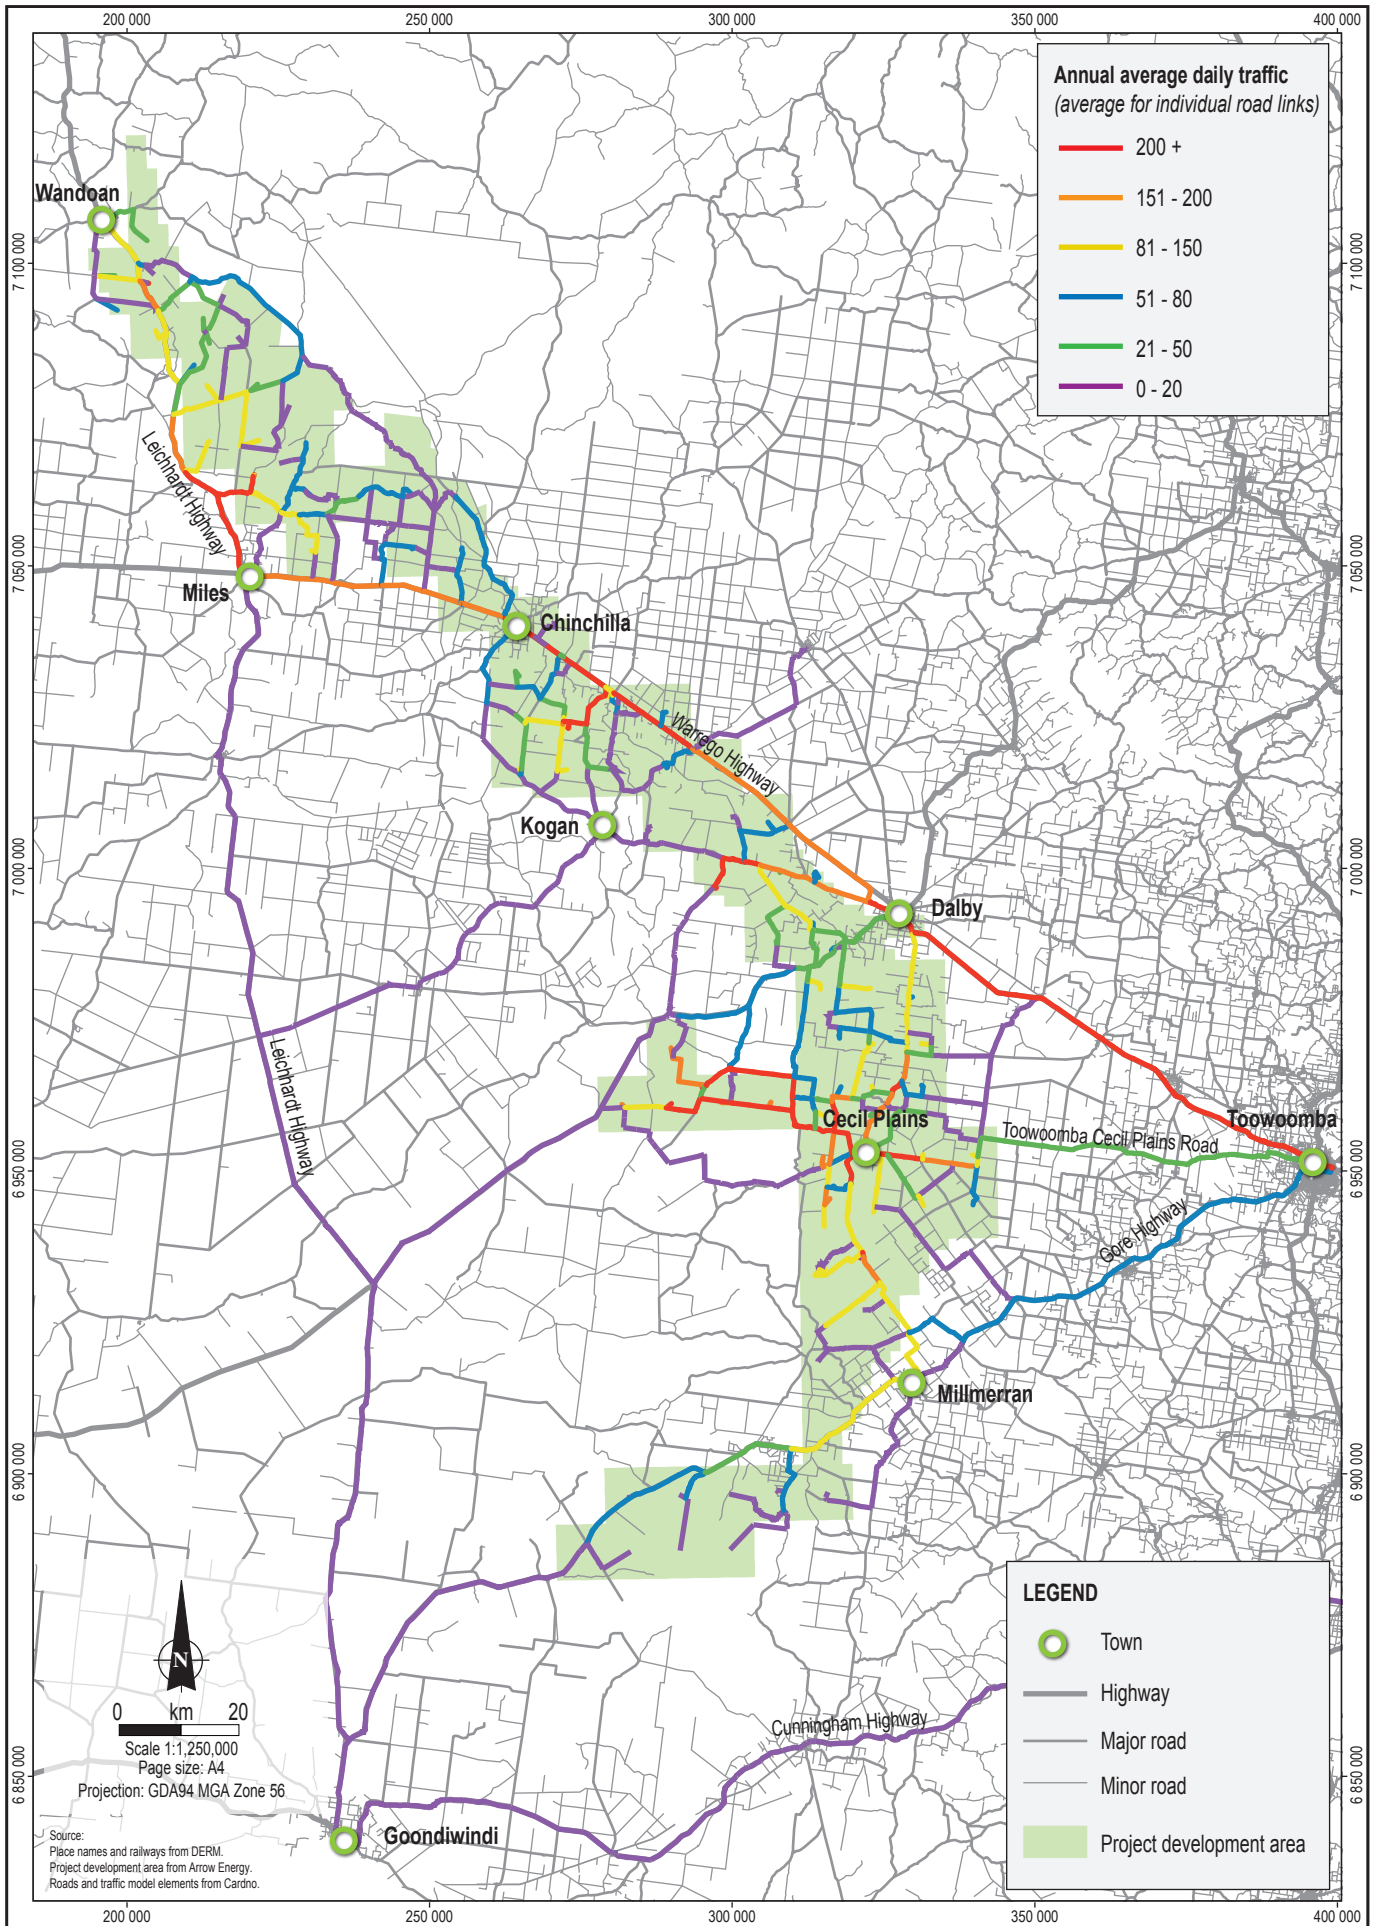 200 000
250 000
300 000
350 000
400 000
Annual average daily traffic
(average for individual road links)
200 +
151 - 200
81 - 150
51 - 80
21 - 50
0 - 20
Wandoan
7 100 000
7 100 000
Leichhardt Highway
7 050 000
7 050 000
Miles
Chinchilla
Warrego Highway
Kogan
7 000 000
7 000 000
Dalby
Leichhardt Highway
Cecil Plains
Toowoomba
Toowoomba Cecil Plains Road
6 950 000
6 950 000
Gore Highway
Millmerran
6 900 000
6 900 000
LEGEND
Town
Highway
Major road
Minor road
Project development area
N
0 km 20
Scale 1:1,250,000
Page size: A4
Projection: GDA94 MGA Zone 56
Cunningham Highway
6 850 000
6 850 000
Goondiwindi
Source:
Place names and railways from DERM.
Project development area from Arrow Energy.
Roads and traffic model elements from Cardno.
200 000
250 000
300 000
350 000
400 000